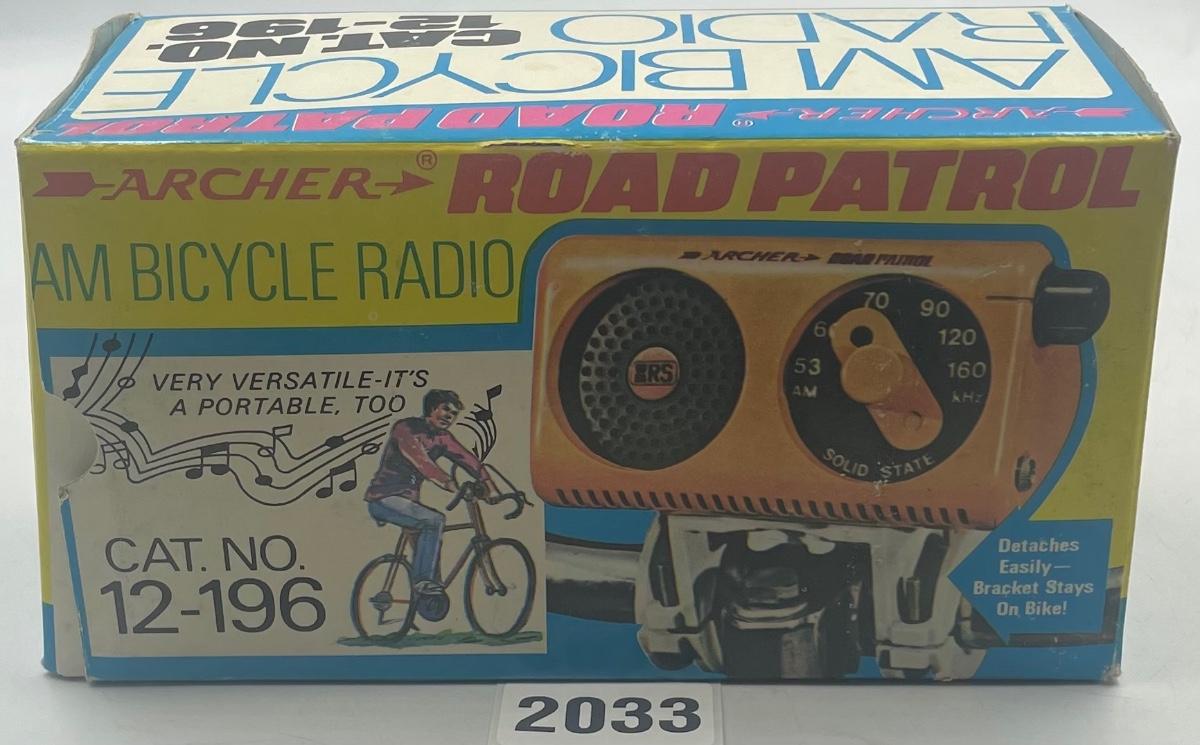 AM BICYCLE
RADIO
CAT. NO.
12-196
ARCHER® ROAD PATROL
ARCHER® ROAD PATROL
AM BICYCLE RADIO
VERY VERSATILE-IT'S
A PORTABLE, TOO
CAT. NO.
12-196
ARCHER ROAD PATROL
RS
53 60 70 90 120 160
AM kHz
SOLID STATE
Detaches
Easily—
Bracket Stays
On Bike!
2033